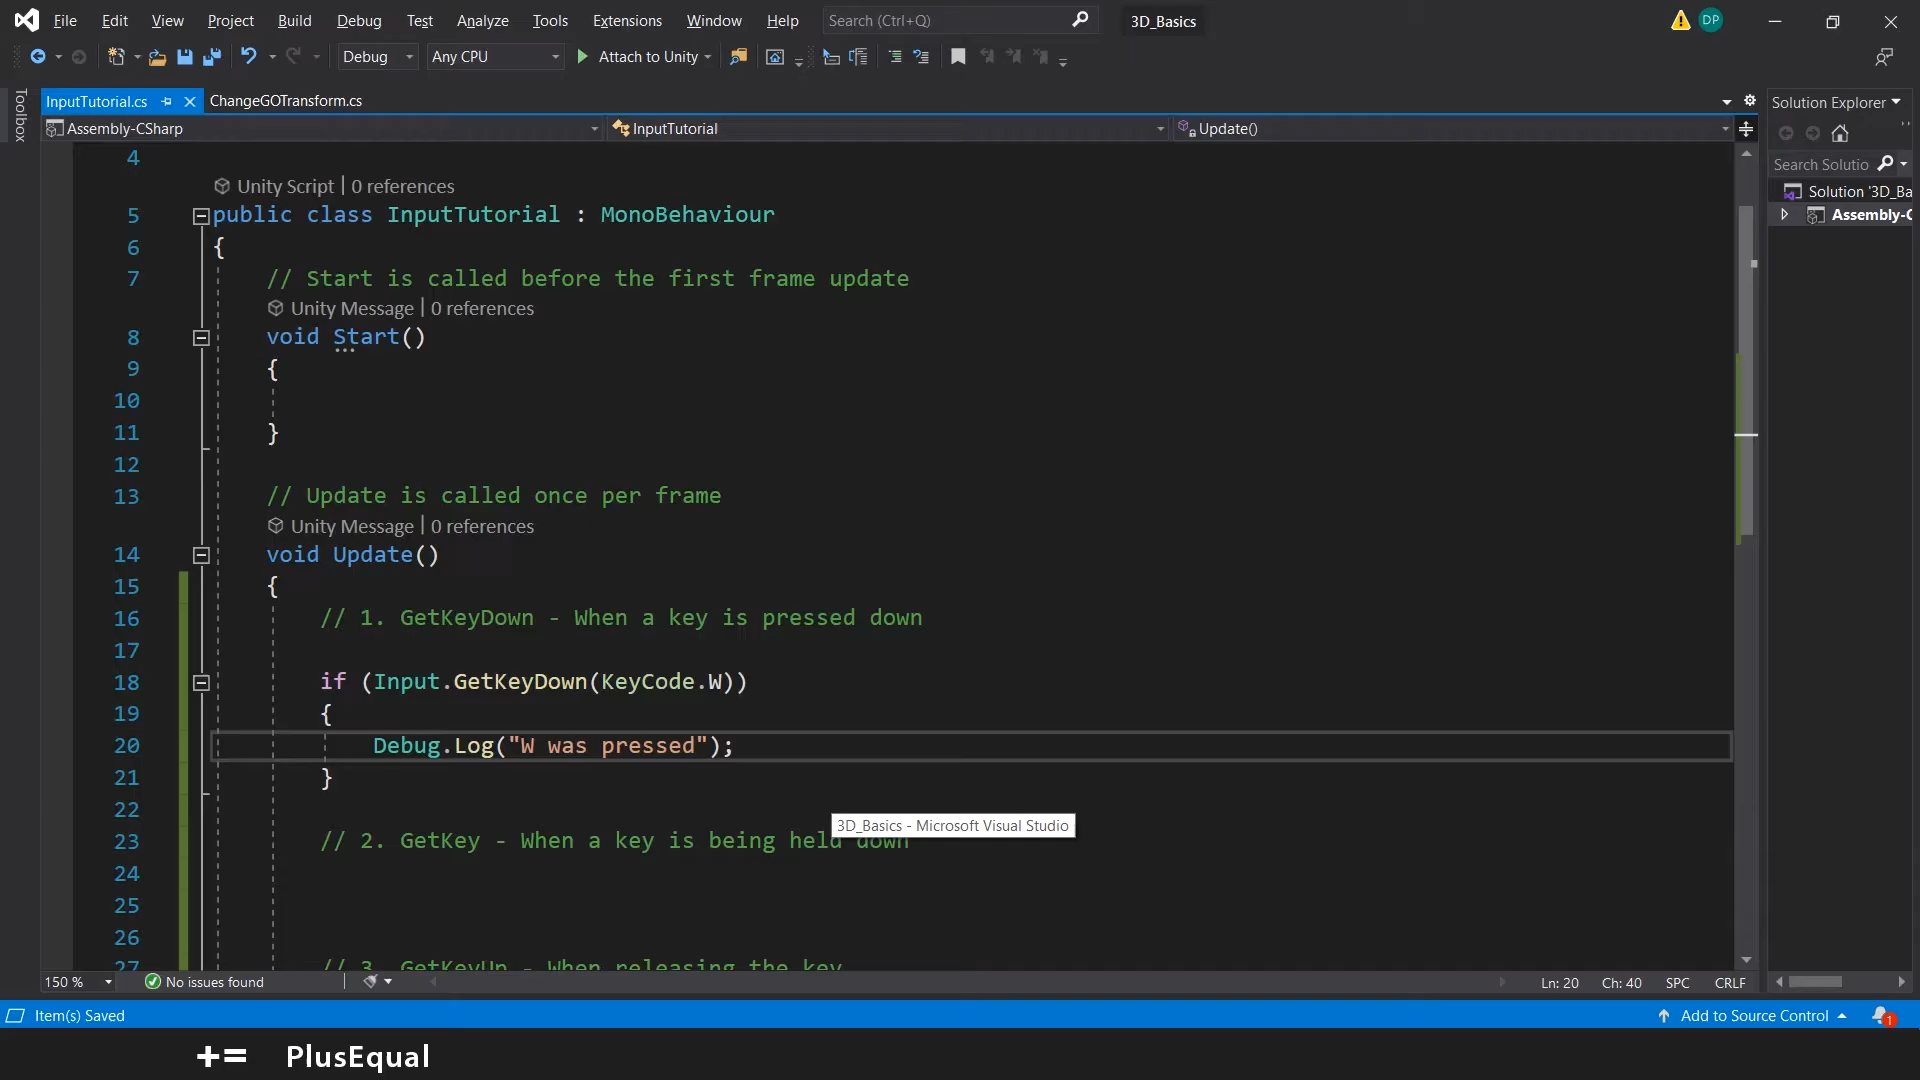 File Edit View Project Build Debug Test Analyze Tools Extensions Window Help Search (Ctrl+Q) 3D_Basics DP
Debug Any CPU Attach to Unity
Toolbox
InputTutorial.cs ChangeGOTransform.cs
Solution Explorer
Assembly-CSharp InputTutorial Update()
Search Solutio
Solution '3D_Ba
Assembly-C
4
Unity Script | 0 references
5 public class InputTutorial : MonoBehaviour
6 {
7 // Start is called before the first frame update
Unity Message | 0 references
8 void Start()
9 {
10
11 }
12
13 // Update is called once per frame
Unity Message | 0 references
14 void Update()
15 {
16 // 1. GetKeyDown - When a key is pressed down
17
18 if (Input.GetKeyDown(KeyCode.W))
19 {
20 Debug.Log("W was pressed");
21 }
22
3D_Basics - Microsoft Visual Studio
23 // 2. GetKey - When a key is being held down
24
25
26
27 // 3. GetKeyUp - When releasing the key
150 % No issues found Ln: 20 Ch: 40 SPC CRLF
Item(s) Saved Add to Source Control 1
+= PlusEqual